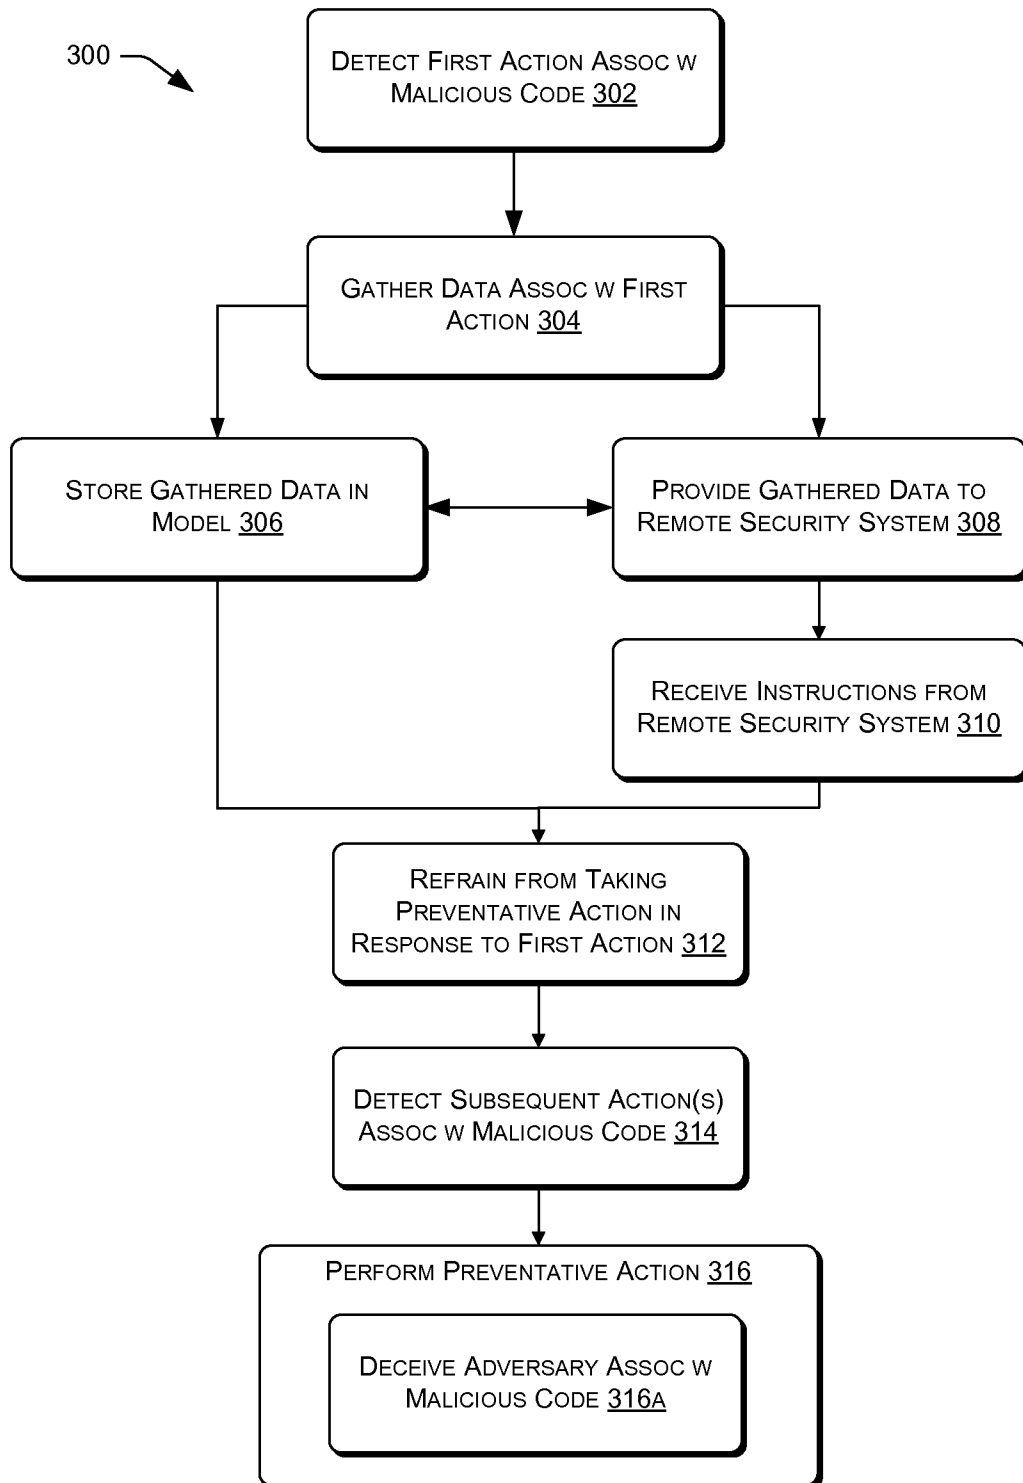 300
DETECT FIRST ACTION ASSOC W
MALICIOUS CODE 302
GATHER DATA ASSOC W FIRST
ACTION 304
STORE GATHERED DATA IN
MODEL 306
PROVIDE GATHERED DATA TO
REMOTE SECURITY SYSTEM 308
RECEIVE INSTRUCTIONS FROM
REMOTE SECURITY SYSTEM 310
REFRAIN FROM TAKING
PREVENTATIVE ACTION IN
RESPONSE TO FIRST ACTION 312
DETECT SUBSEQUENT ACTION(S)
ASSOC W MALICIOUS CODE 314
PERFORM PREVENTATIVE ACTION 316
DECEIVE ADVERSARY ASSOC W
MALICIOUS CODE 316A